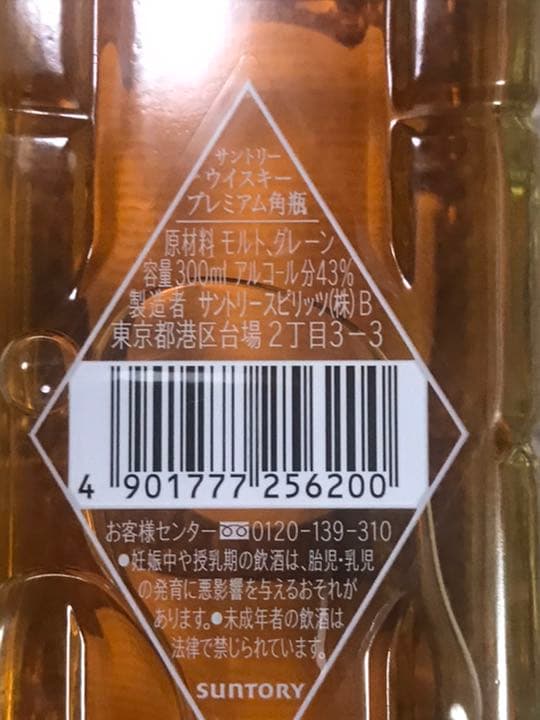 サントリー
ウイスキー
プレミアム角瓶
原材料 モルト、グレーン
容量300ml アルコール分43%
製造者 サントリースピリッツ(株)B
東京都港区台場2丁目3-3
4 901777 256200
お客様センター 0120-139-310
●妊娠中や授乳期の飲酒は、胎児・乳児
の発育に悪影響を与えるおそれが
あります。●未成年者の飲酒は
法律で禁じられています。
SUNTORY